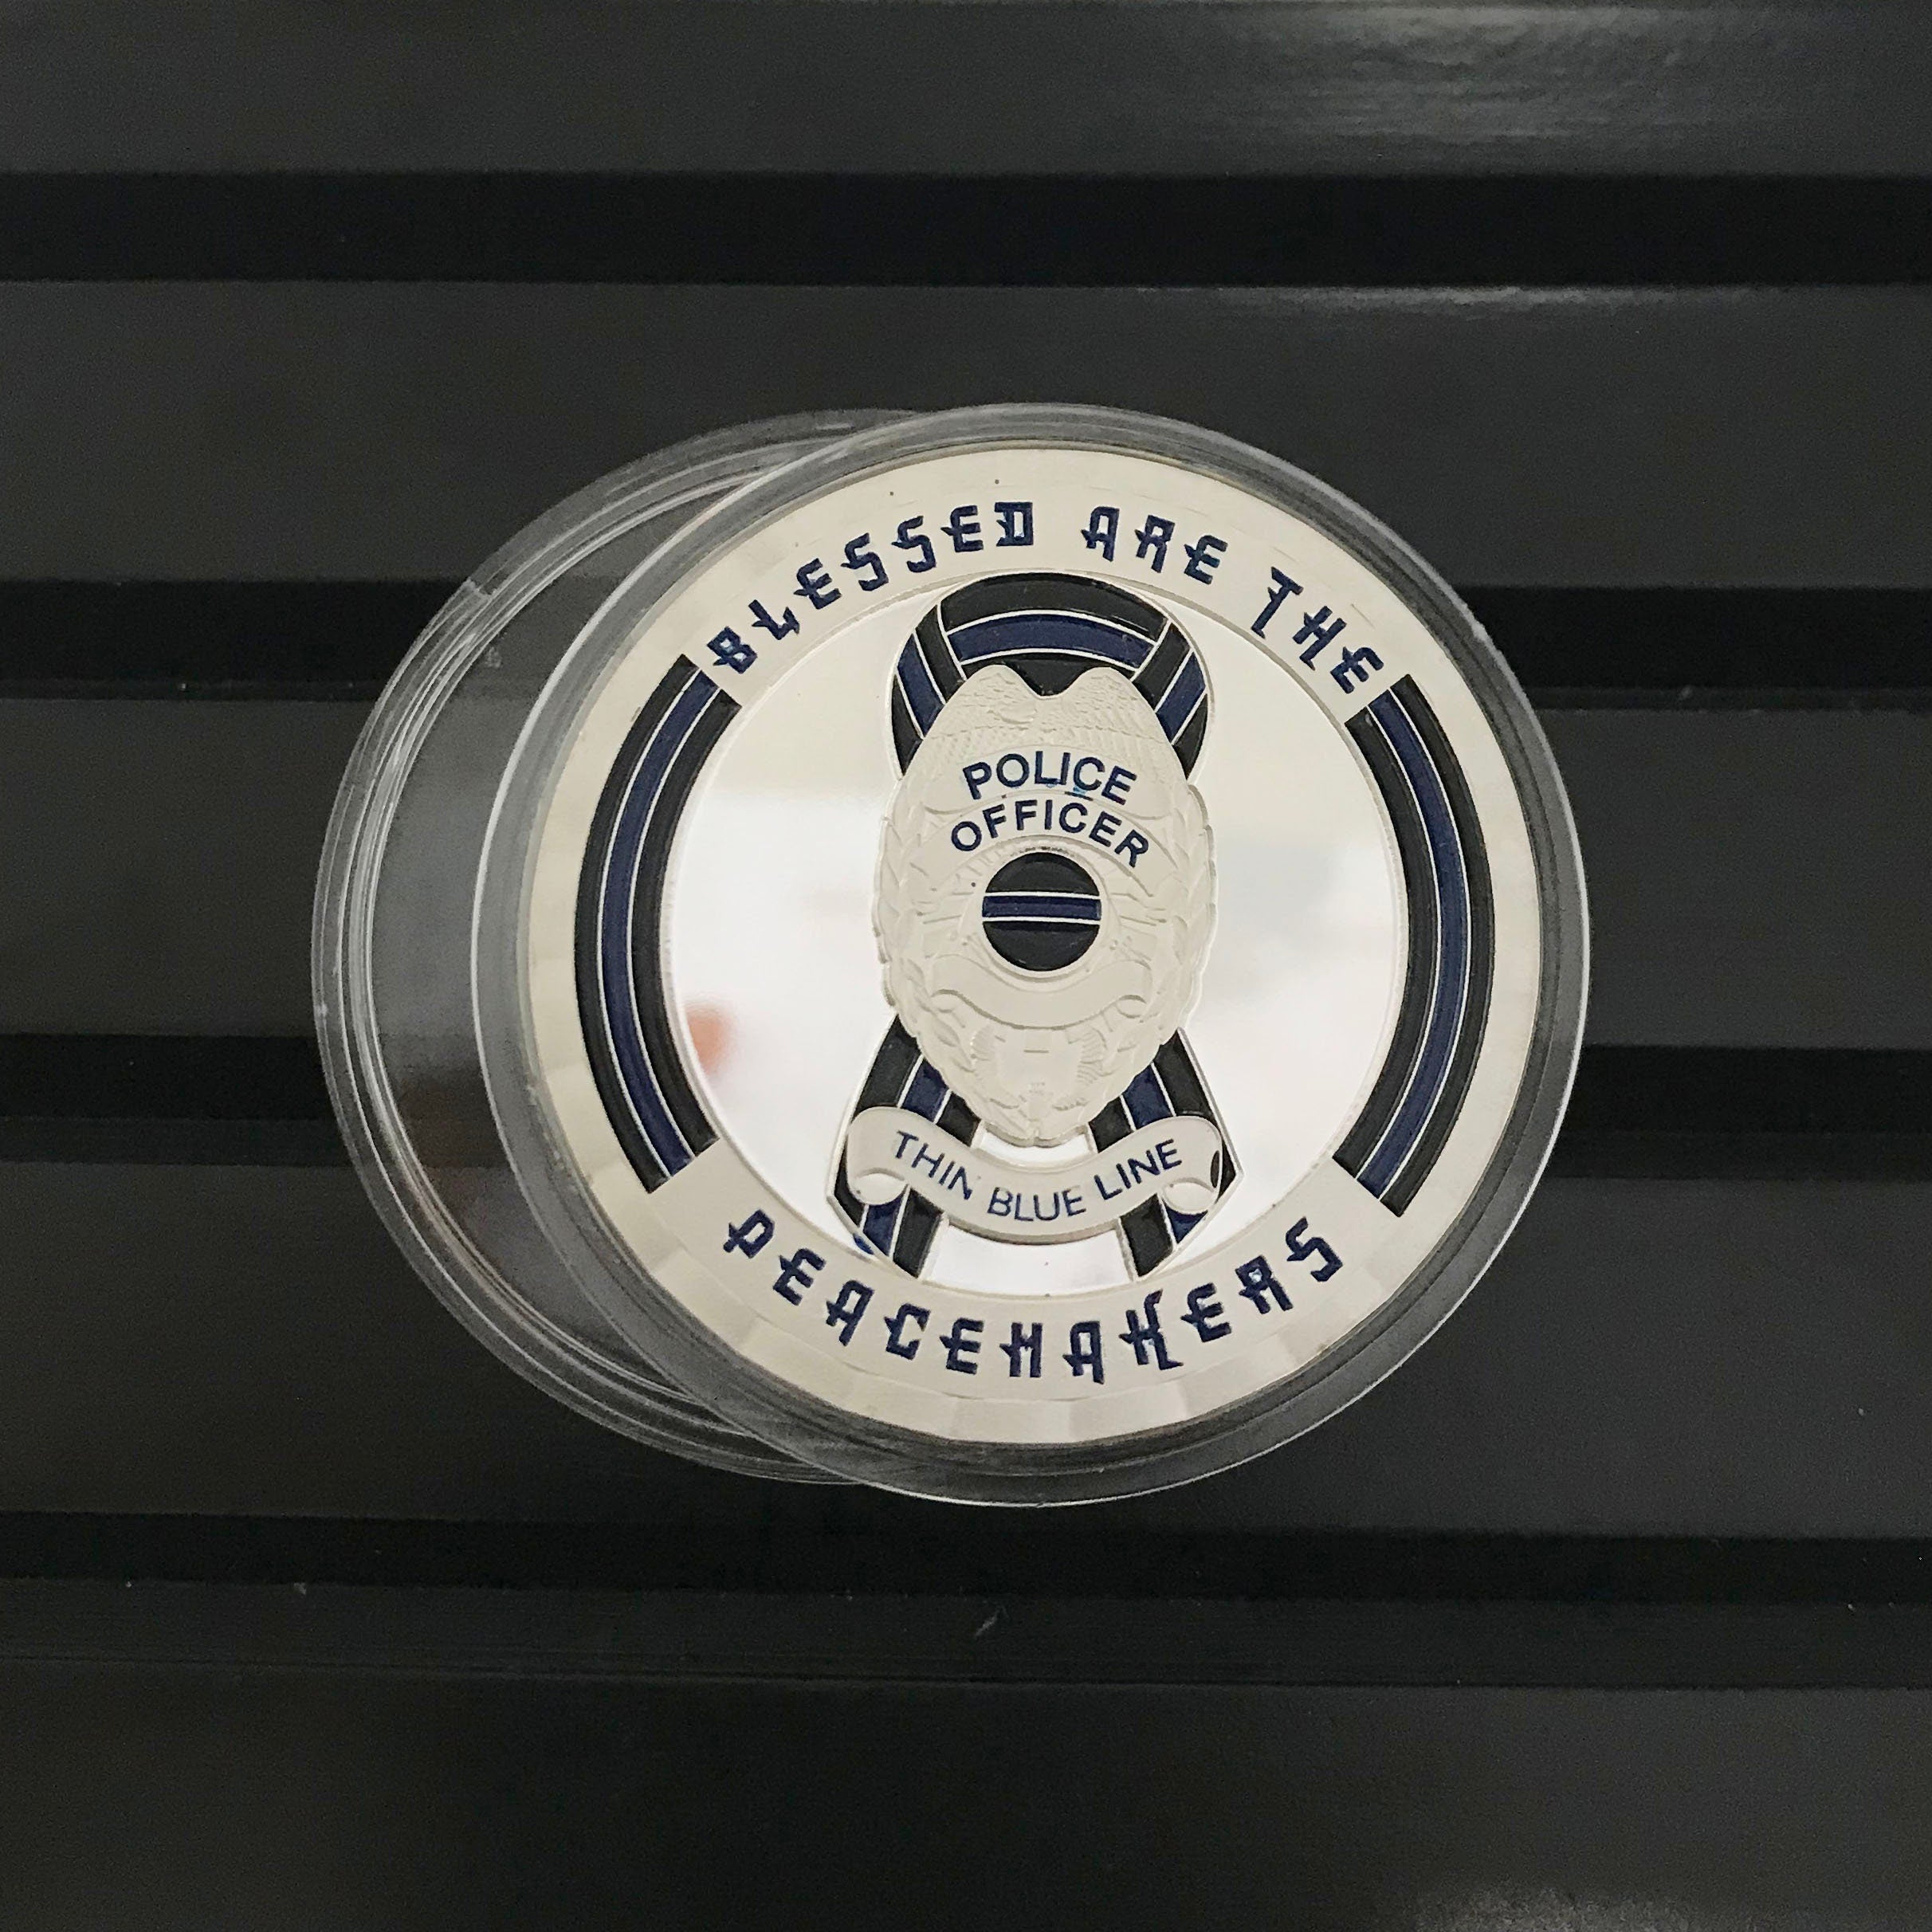 BLESSED ARE THE
POLICE
OFFICER
THIN BLUE LINE
PEACEMAKERS